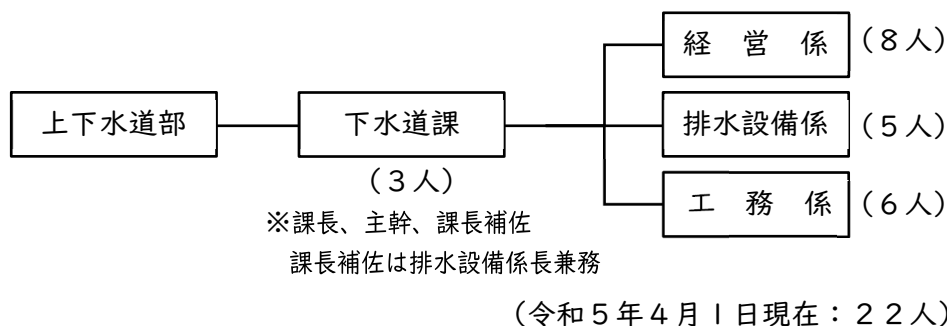 経　営　係 （８人）
上下水道部　下水道課　排水設備係 （５人）
（３人）　工　務　係 （６人）
※課長、主幹、課長補佐
課長補佐は排水設備係長兼務
（令和５年４月１日現在：２２人）